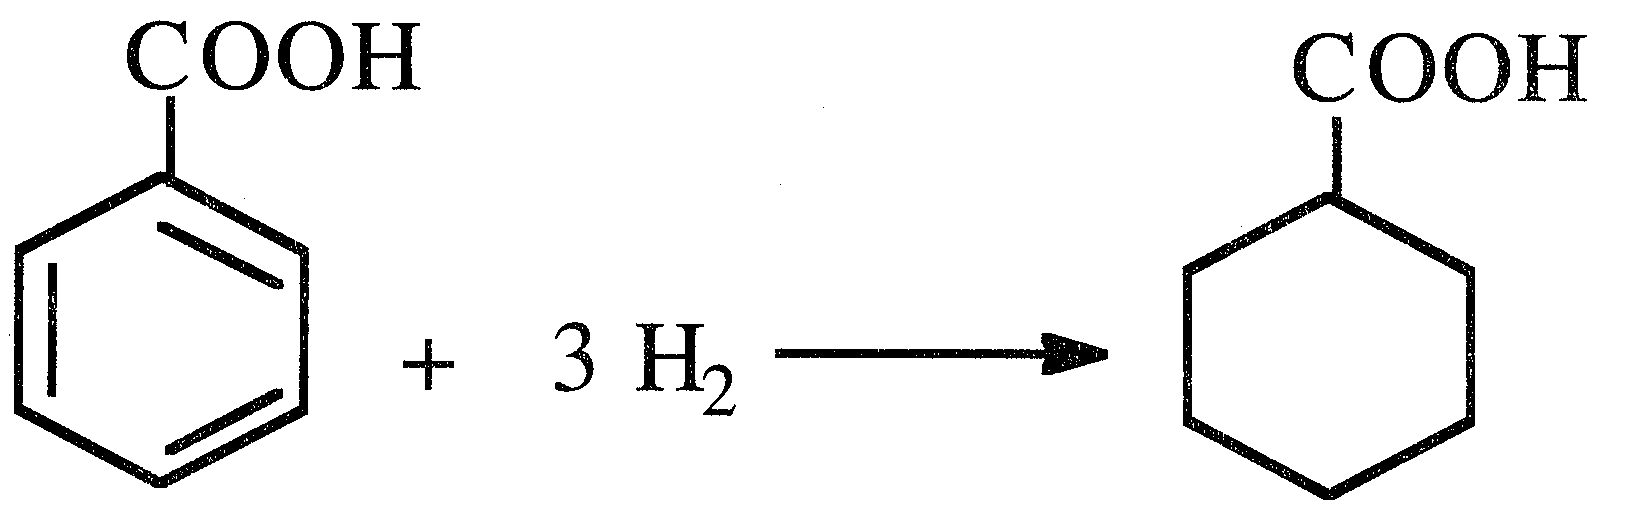 COOH
COOH
+ 3 H₂